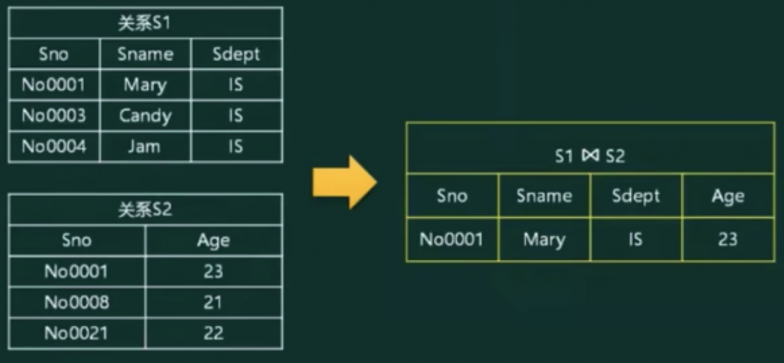 关系S1
Sno Sname Sdept
No0001 Mary IS
No0003 Candy IS
No0004 Jam IS
关系S2
Sno Age
No0001 23
No0008 21
No0021 22
S1 ⋈ S2
Sno Sname Sdept Age
No0001 Mary IS 23